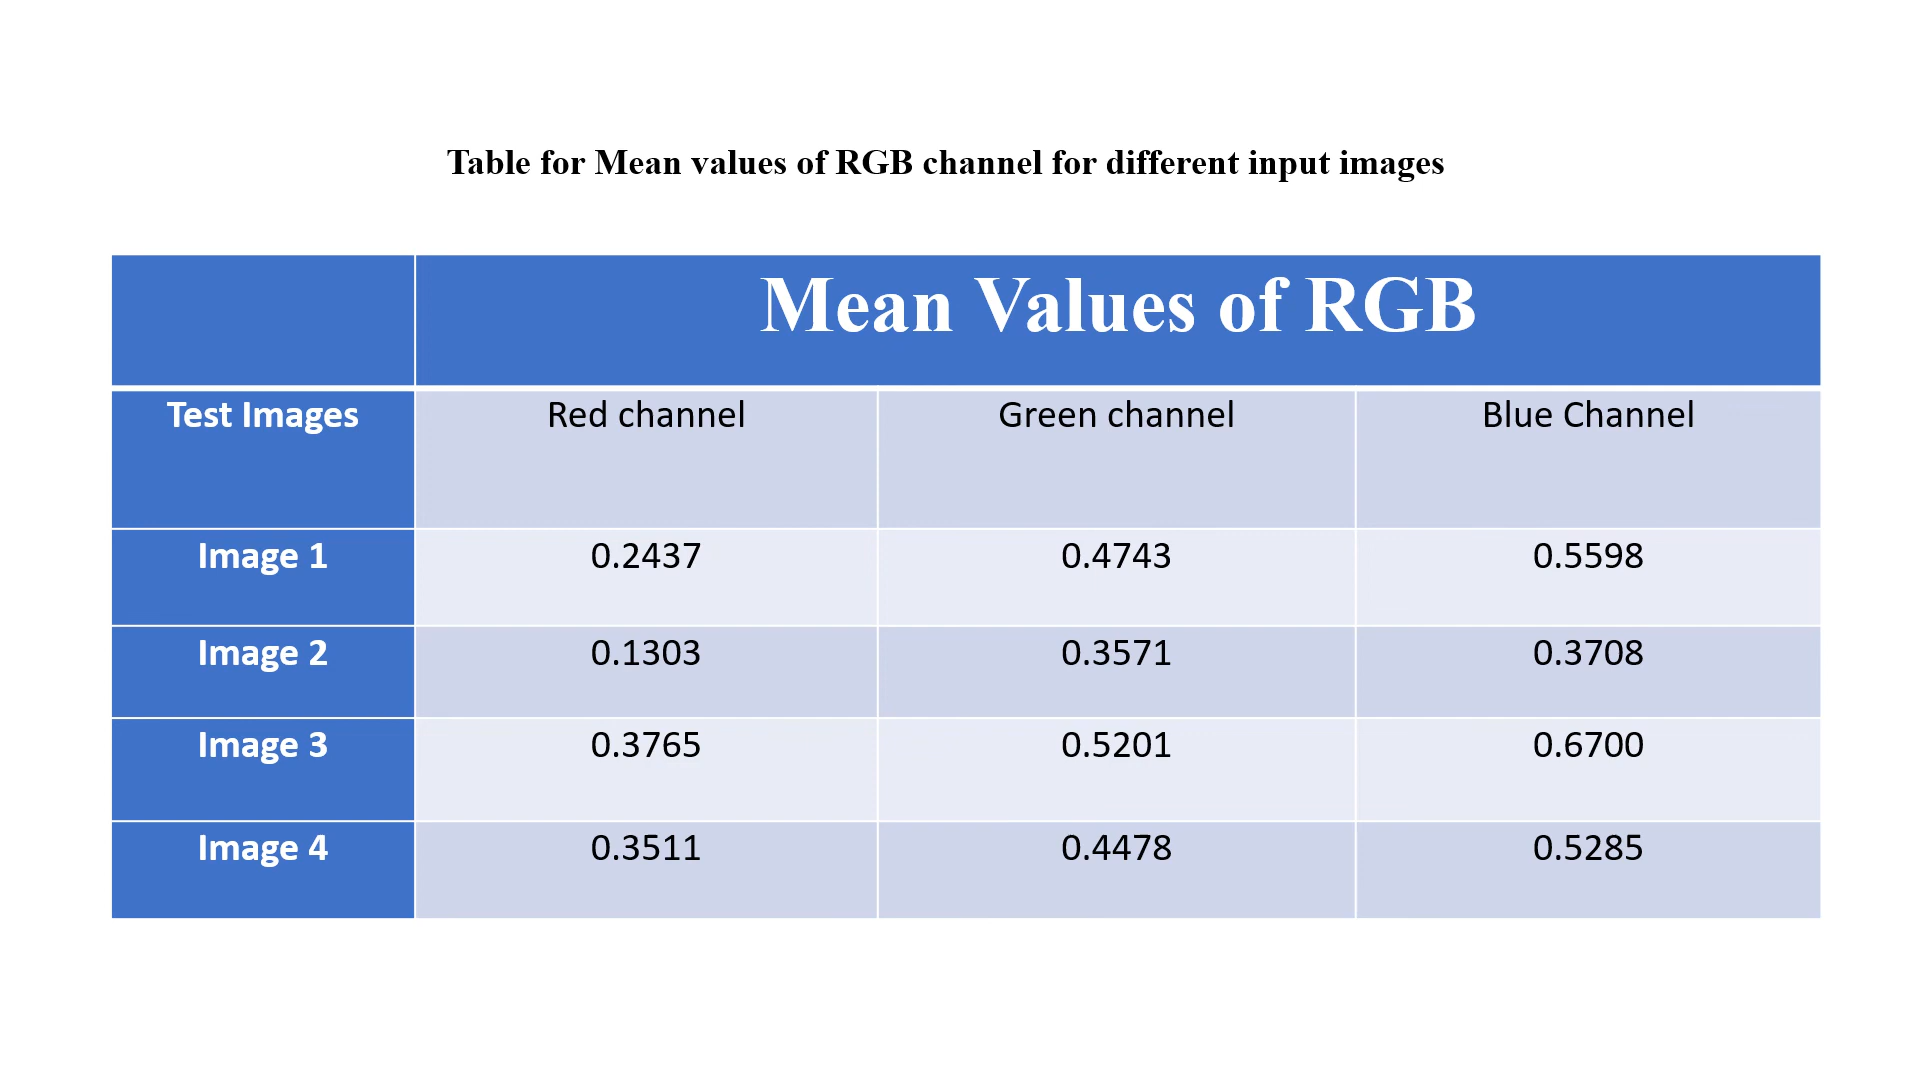 Table for Mean values of RGB channel for different input images
Mean Values of RGB
Test Images Red channel Green channel Blue Channel
Image 1 0.2437 0.4743 0.5598
Image 2 0.1303 0.3571 0.3708
Image 3 0.3765 0.5201 0.6700
Image 4 0.3511 0.4478 0.5285